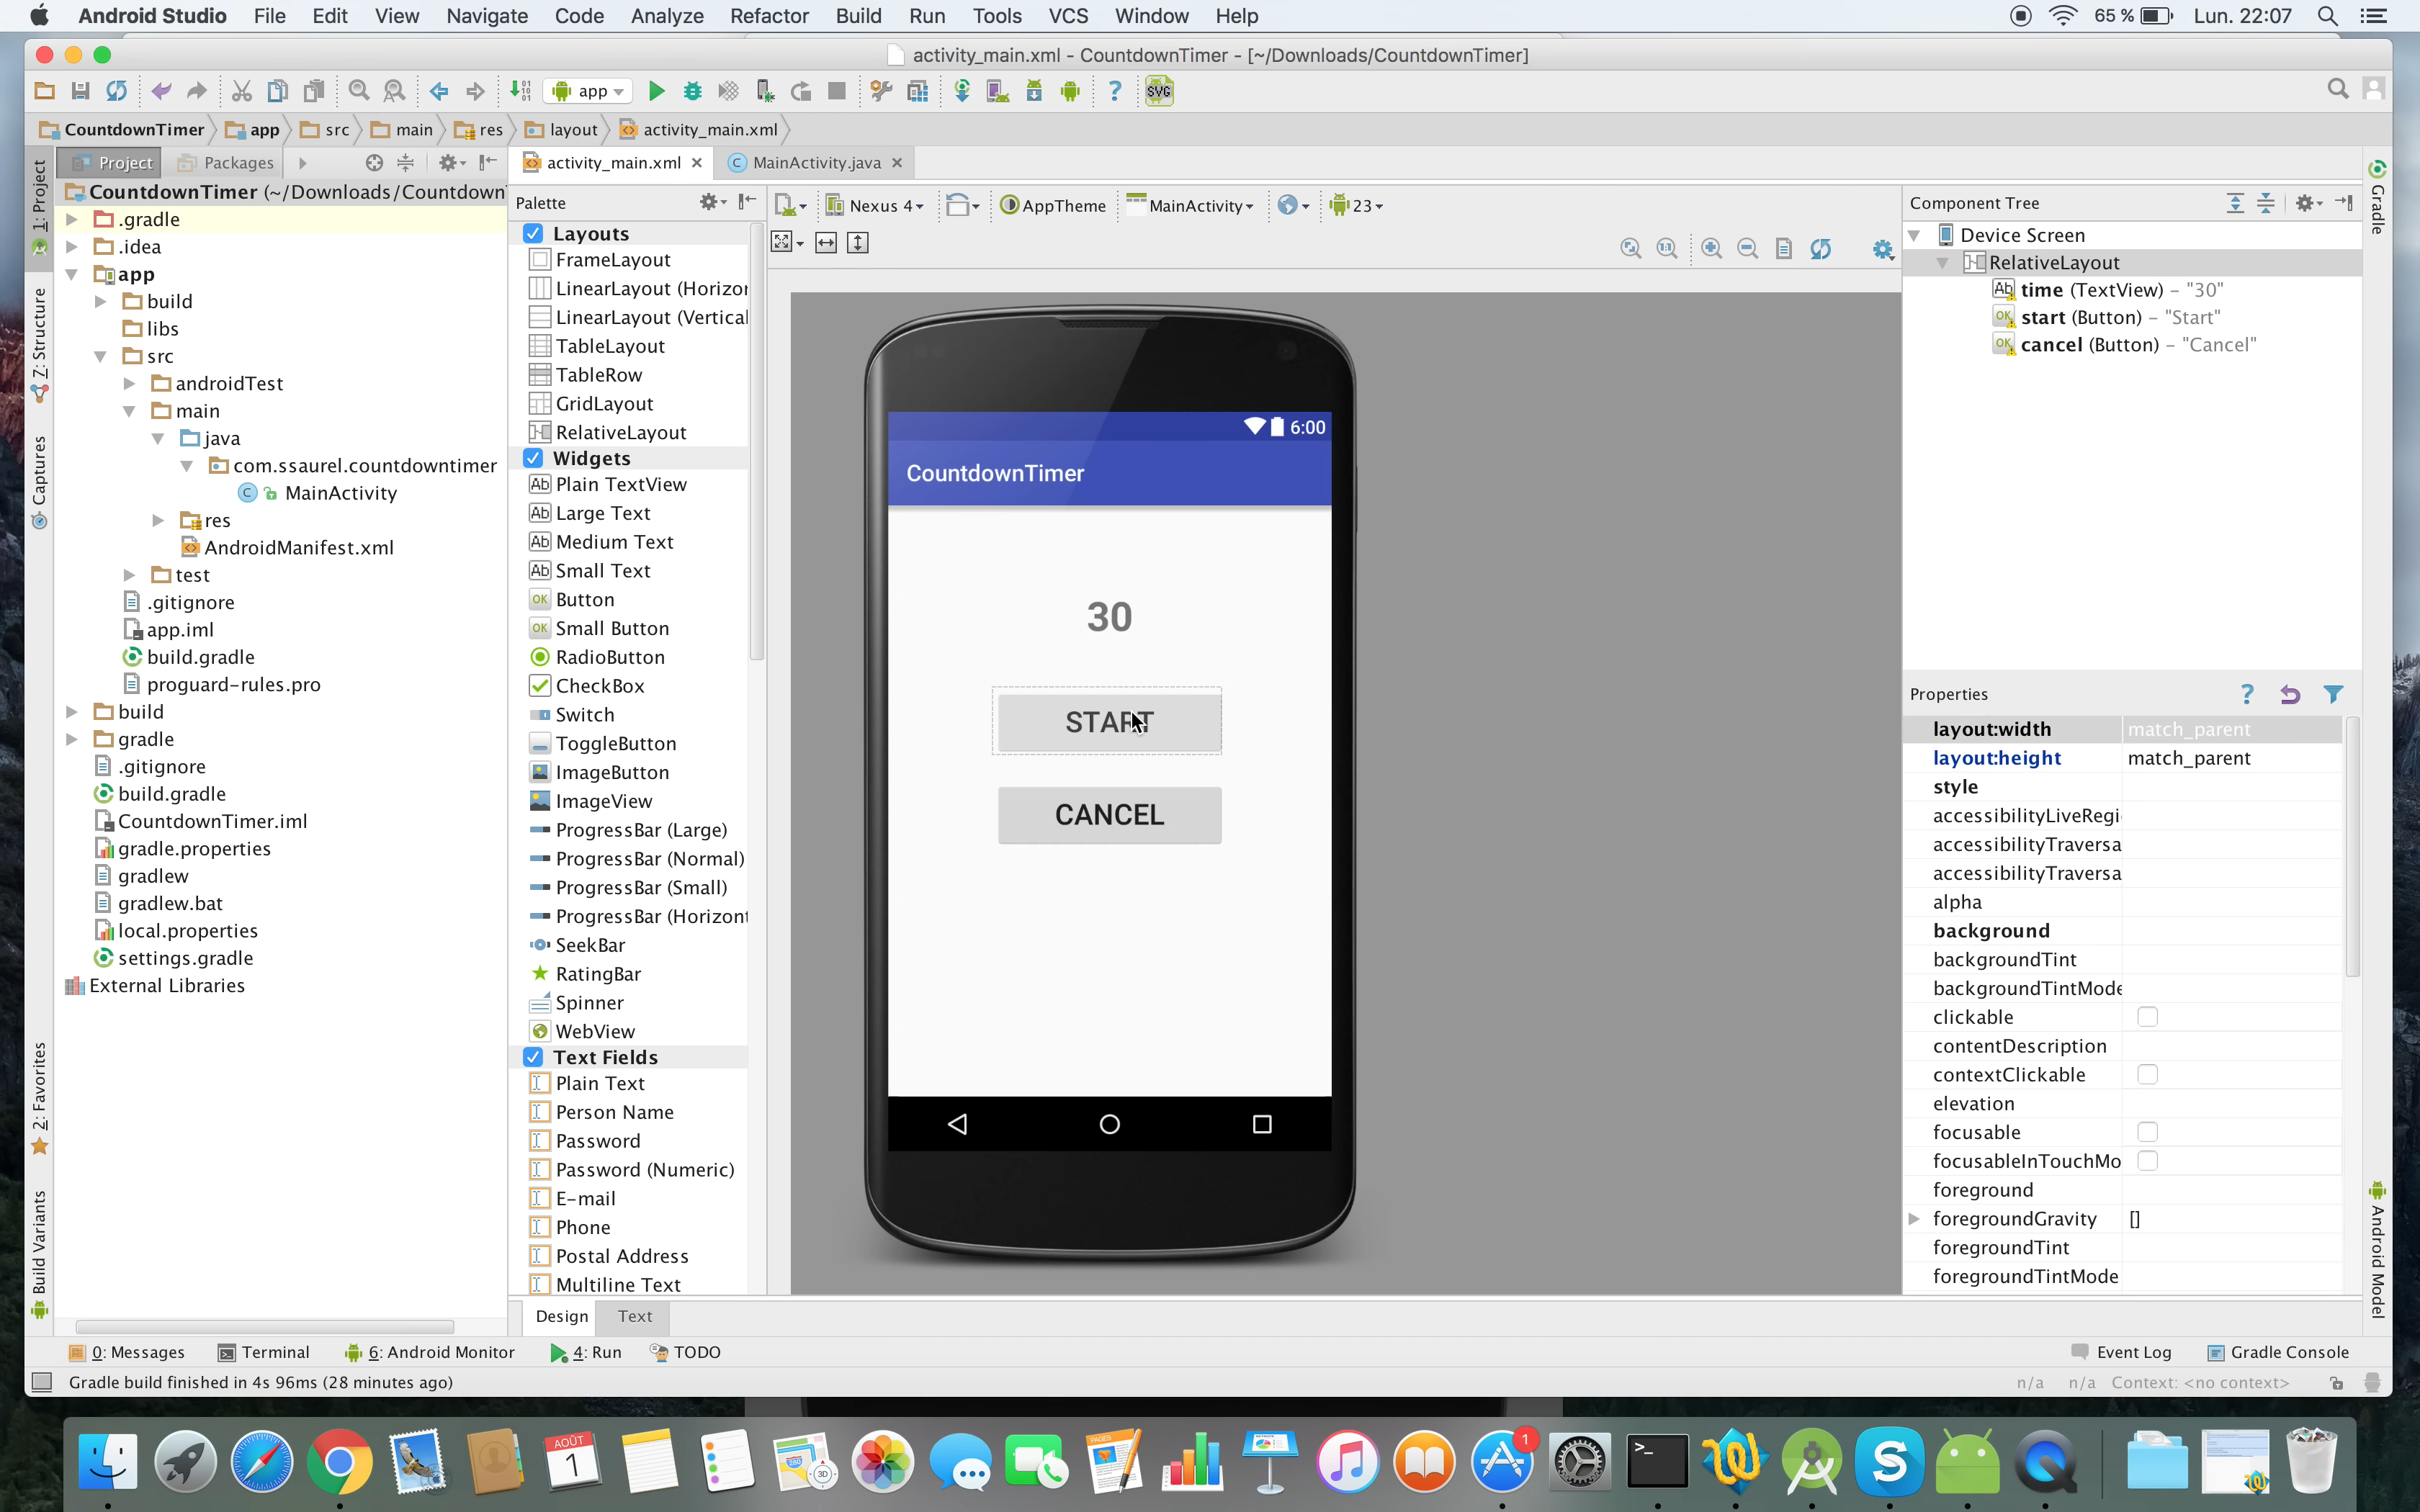 Android Studio File Edit View Navigate Code Analyze Refactor Build Run Tools VCS Window Help 65 % Lun. 22:07
activity_main.xml - CountdownTimer - [~/Downloads/CountdownTimer]
app
SVG
CountdownTimer app src main res layout activity_main.xml
Project Packages
activity_main.xml MainActivity.java
1: Project
7: Structure
Captures
2: Favorites
Build Variants
CountdownTimer (~/Downloads/Countdown
.gradle
.idea
app
build
libs
src
androidTest
main
java
com.ssaurel.countdowntimer
MainActivity
res
AndroidManifest.xml
test
.gitignore
app.iml
build.gradle
proguard-rules.pro
build
gradle
.gitignore
build.gradle
CountdownTimer.iml
gradle.properties
gradlew
gradlew.bat
local.properties
settings.gradle
External Libraries
Palette
Layouts
FrameLayout
LinearLayout (Horizon
LinearLayout (Vertical
TableLayout
TableRow
GridLayout
RelativeLayout
Widgets
Plain TextView
Large Text
Medium Text
Small Text
Button
Small Button
RadioButton
CheckBox
Switch
ToggleButton
ImageButton
ImageView
ProgressBar (Large)
ProgressBar (Normal)
ProgressBar (Small)
ProgressBar (Horizont
SeekBar
RatingBar
Spinner
WebView
Text Fields
Plain Text
Person Name
Password
Password (Numeric)
E-mail
Phone
Postal Address
Multiline Text
Nexus 4 AppTheme MainActivity 23
6:00
CountdownTimer
30
START
CANCEL
Design Text
Component Tree
Device Screen
RelativeLayout
time (TextView) - "30"
start (Button) - "Start"
cancel (Button) - "Cancel"
Properties
layout:width match_parent
layout:height match_parent
style
accessibilityLiveRegi
accessibilityTraversa
accessibilityTraversa
alpha
background
backgroundTint
backgroundTintMode
clickable
contentDescription
contextClickable
elevation
focusable
focusableInTouchMo
foreground
foregroundGravity []
foregroundTint
foregroundTintMode
Gradle
Android Model
0: Messages Terminal 6: Android Monitor 4: Run TODO Event Log Gradle Console
Gradle build finished in 4s 96ms (28 minutes ago) n/a n/a Context: <no context>
AOÛT
1
PAGES
280
3D
1